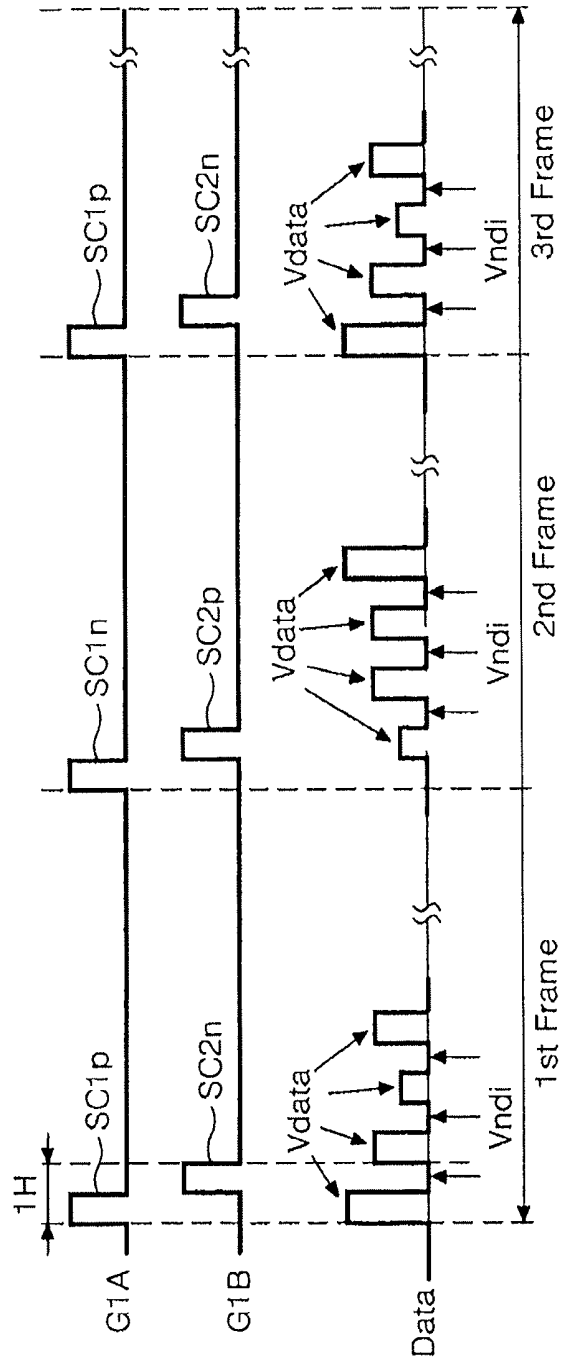 1H
G1A
SC1p
SC1n
SC1p
G1B
SC2n
SC2p
SC2n
Data
Vdata
Vdata
Vdata
Vndi
Vndi
Vndi
1st Frame
2nd Frame
3rd Frame